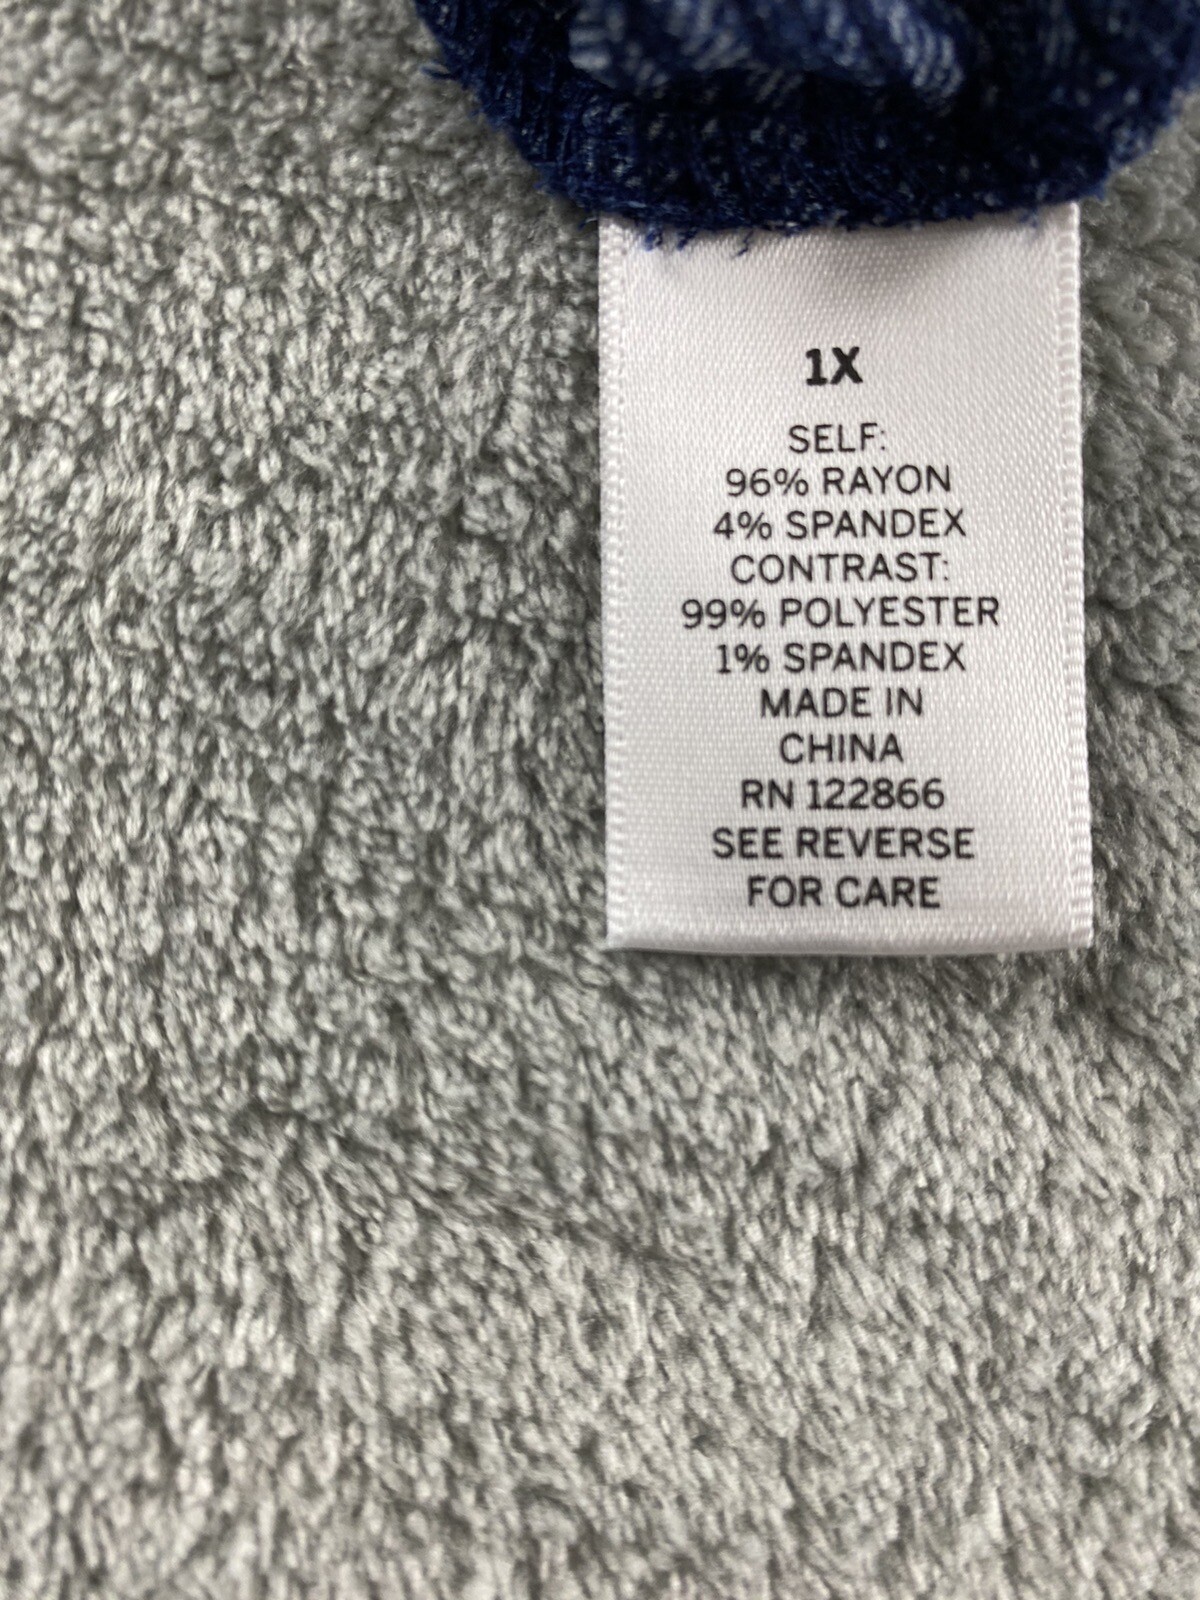 1X
SELF:
96% RAYON
4% SPANDEX
CONTRAST:
99% POLYESTER
1% SPANDEX
MADE IN
CHINA
RN 122866
SEE REVERSE
FOR CARE